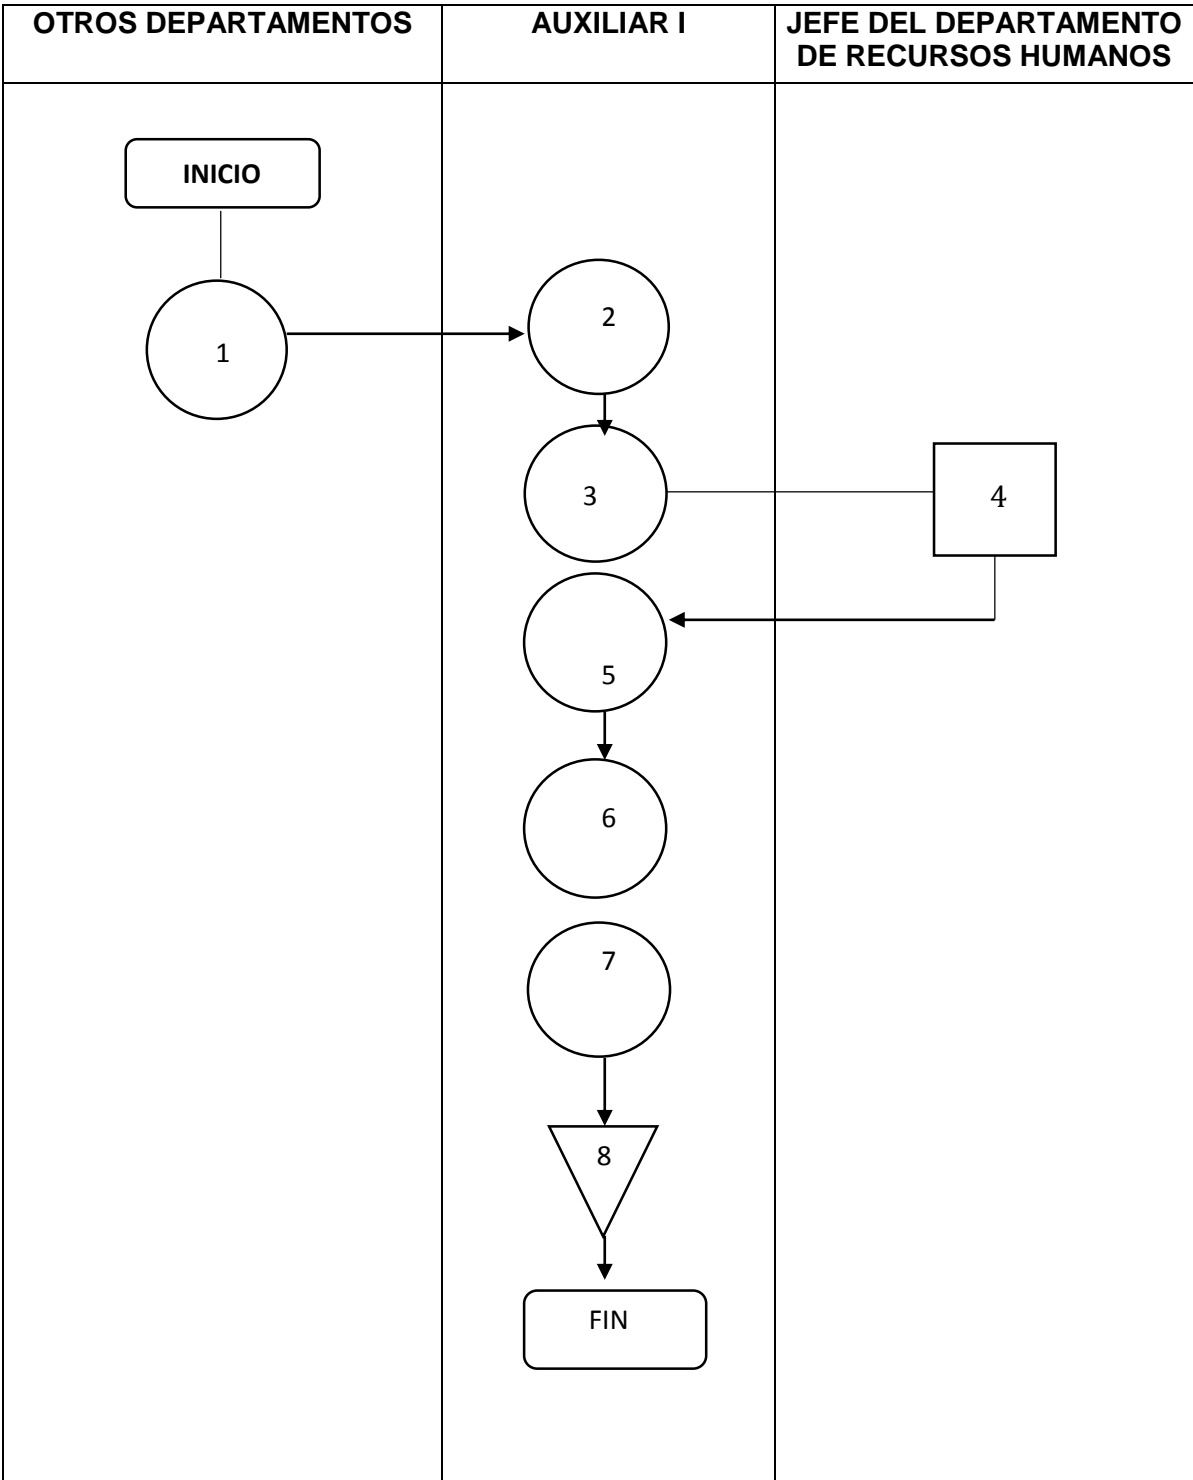 OTROS DEPARTAMENTOS
AUXILIAR I
JEFE DEL DEPARTAMENTO
DE RECURSOS HUMANOS
INICIO
1
2
3
4
5
6
7
8
FIN